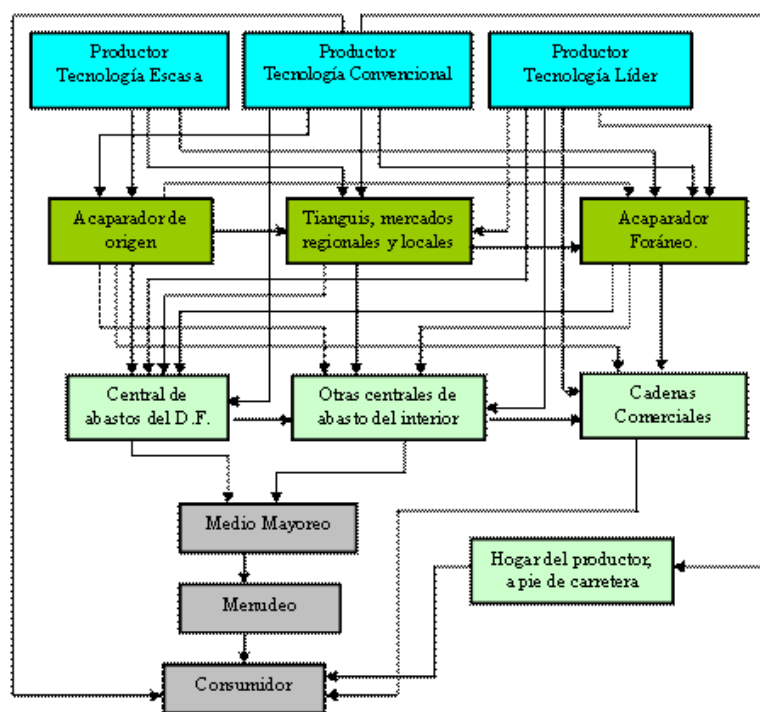 Productor
Tecnología Escasa
Productor
Tecnología Convencional
Productor
Tecnología Líder
Acaparador de
origen
Tianguis, mercados
regionales y locales
Acaparador
Foráneo.
Central de
abastos del D.F.
Otras centrales de
abasto del interior
Cadenas
Comerciales
Medio Mayoreo
Hogar del productor,
a pie de carretera
Menudeo
Consumidor